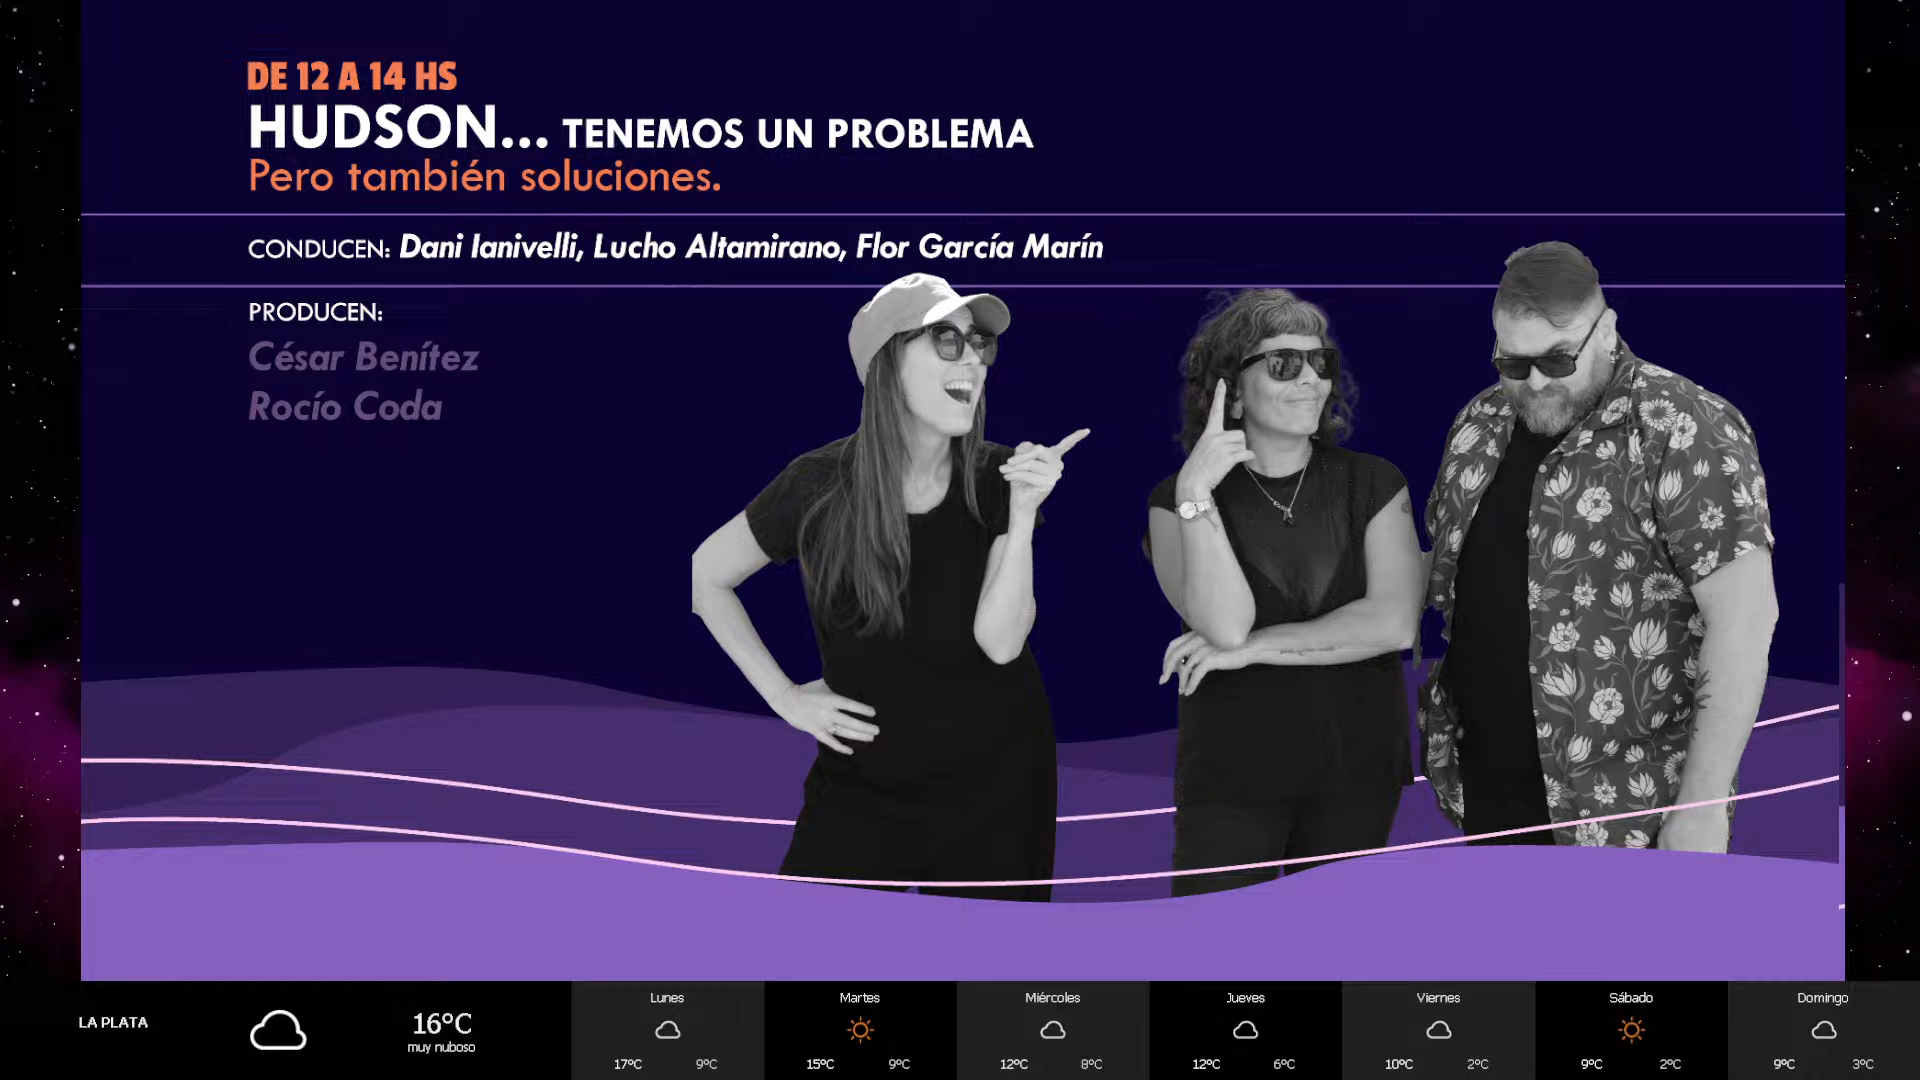 DE 12 A 14 HS
HUDSON... TENEMOS UN PROBLEMA
Pero también soluciones.
CONDUCEN: Dani Ianivelli, Lucho Altamirano, Flor García Marín
PRODUCEN:
César Benítez
Rocío Coda
LA PLATA
16°C
muy nuboso
Lunes
17°C 9°C
Martes
15°C 9°C
Miércoles
12°C 8°C
Jueves
12°C 6°C
Viernes
10°C 2°C
Sábado
9°C 2°C
Domingo
9°C 3°C